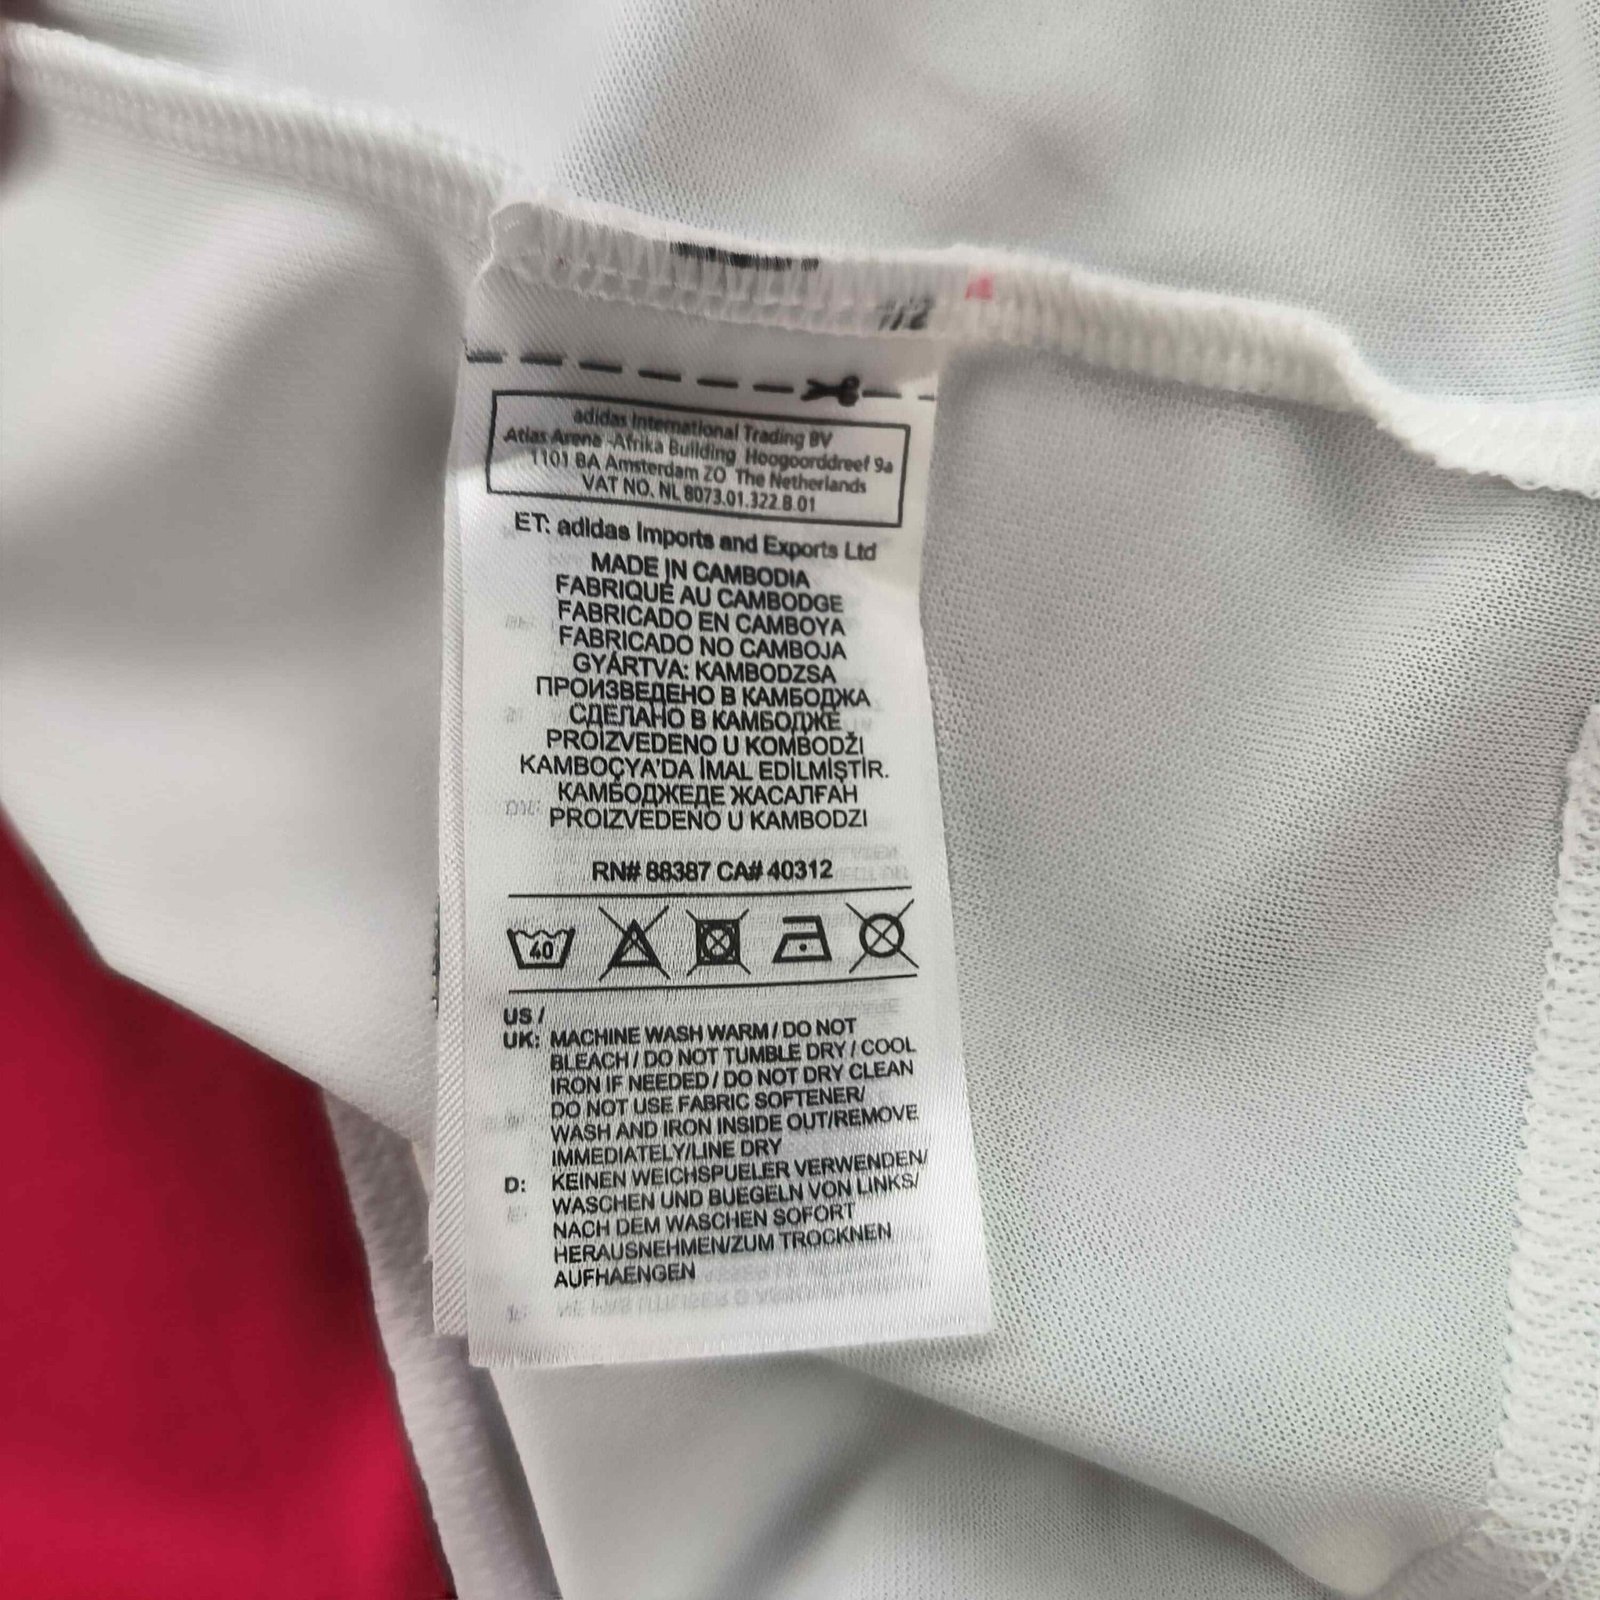 adidas International Trading BV
Atlas Arena -Afrika Building Hoogoorddreef 9a
1101 BA Amsterdam ZO The Netherlands
VAT NO. NL 8073.01.322.B.01
ET: adidas Imports and Exports Ltd
MADE IN CAMBODIA
FABRIQUÉ AU CAMBODGE
FABRICADO EN CAMBOYA
FABRICADO NO CAMBOJA
GYÁRTVA: KAMBODZSA
ПРОИЗВЕДЕНО В КАМБОДЖА
СДЕЛАНО В КАМБОДЖЕ
PROIZVEDENO U KOMBODŽI
KAMBOÇYA'DA İMAL EDİLMİŞTİR.
КАМБОДЖЕДЕ ЖАСАЛҒАН
PROIZVEDENO U KAMBODZI
RN# 88387 CA# 40312
40
US /
UK: MACHINE WASH WARM / DO NOT
BLEACH / DO NOT TUMBLE DRY / COOL
IRON IF NEEDED / DO NOT DRY CLEAN
DO NOT USE FABRIC SOFTENER/
WASH AND IRON INSIDE OUT/REMOVE
IMMEDIATELY/LINE DRY
D: KEINEN WEICHSPUELER VERWENDEN/
WASCHEN UND BUEGELN VON LINKS/
NACH DEM WASCHEN SOFORT
HERAUSNEHMEN/ZUM TROCKNEN
AUFHAENGEN